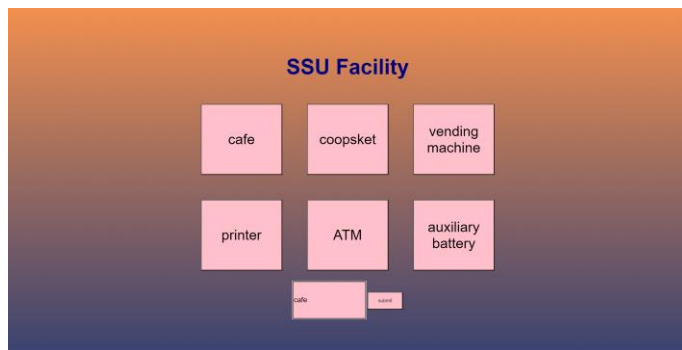 SSU Facility
cafe
coopsket
vending
machine
printer
ATM
auxiliary
battery
cafe
submit